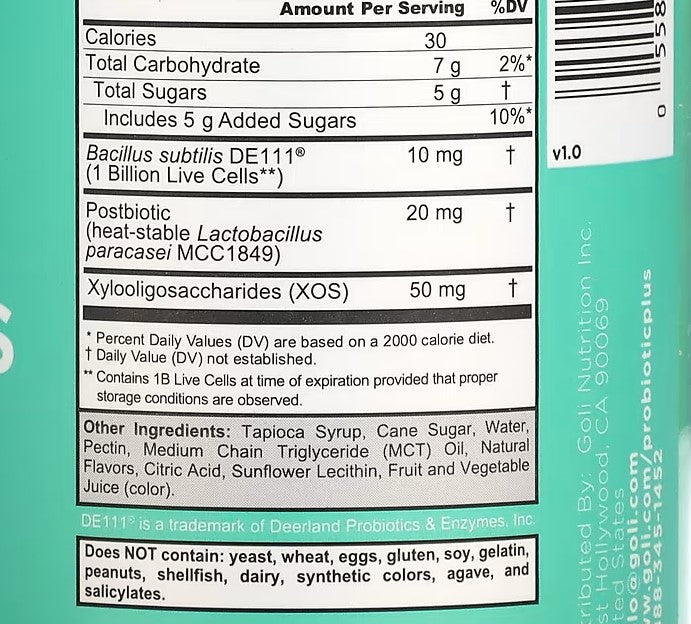 Amount Per Serving %DV
Calories 30
Total Carbohydrate 7 g 2%*
Total Sugars 5 g †
Includes 5 g Added Sugars 10%*
Bacillus subtilis DE111® 10 mg †
(1 Billion Live Cells**)
Postbiotic 20 mg †
(heat-stable Lactobacillus
paracasei MCC1849)
Xylooligosaccharides (XOS) 50 mg †
* Percent Daily Values (DV) are based on a 2000 calorie diet.
† Daily Value (DV) not established.
** Contains 1B Live Cells at time of expiration provided that proper
storage conditions are observed.
Other Ingredients: Tapioca Syrup, Cane Sugar, Water,
Pectin, Medium Chain Triglyceride (MCT) Oil, Natural
Flavors, Citric Acid, Sunflower Lecithin, Fruit and Vegetable
Juice (color).
DE111® is a trademark of Deerland Probiotics & Enzymes, Inc.
Does NOT contain: yeast, wheat, eggs, gluten, soy, gelatin,
peanuts, shellfish, dairy, synthetic colors, agave, and
salicylates.
v1.0
By: Goli Nutrition Inc.
Hollywood, CA 90069
goli.com
goli.com/probioticplus
345-1452